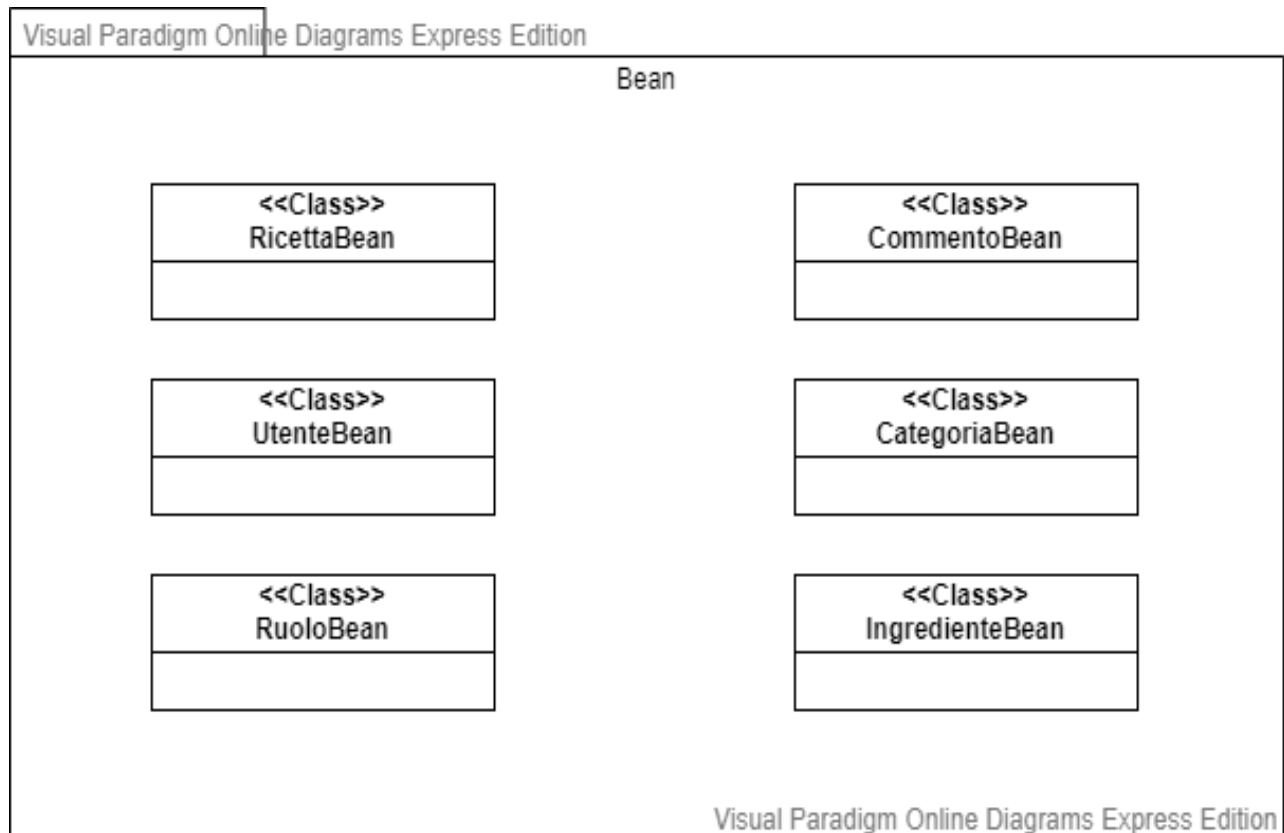 Visual Paradigm Online Diagrams Express Edition
Bean
<<Class>>
RicettaBean
<<Class>>
CommentoBean
<<Class>>
UtenteBean
<<Class>>
CategoriaBean
<<Class>>
RuoloBean
<<Class>>
IngredienteBean
Visual Paradigm Online Diagrams Express Edition